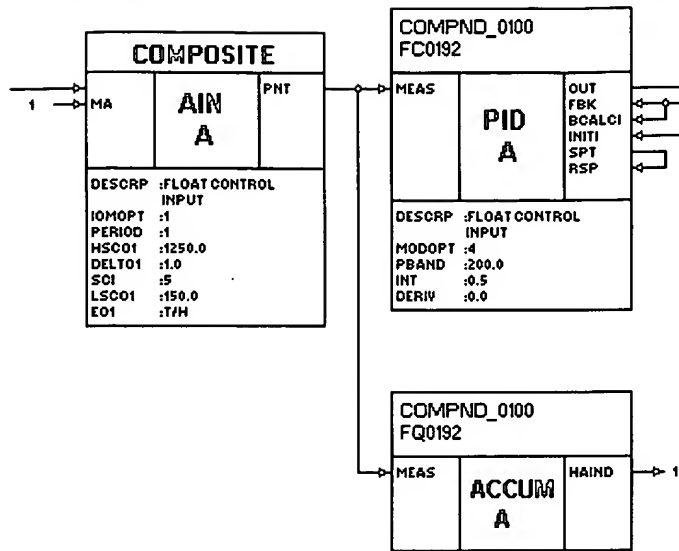 COMPOSITE
1
MA
AIN
A
PNT
DESCRP :FLOAT CONTROL
INPUT
IOMOPT :1
PERIOD :1
HSCO1 :1250.0
DELTO1 :1.0
SCI :5
LSCO1 :150.0
EO1 :T/H
COMPND_0100
FC0192
MEAS
PID
A
OUT
FBK
BCALCI
INITI
SPT
RSP
DESCRP :FLOAT CONTROL
INPUT
MODOPT :4
PBAND :200.0
INT :0.5
DERIV :0.0
COMPND_0100
FQ0192
MEAS
ACCUM
A
HAIND
1